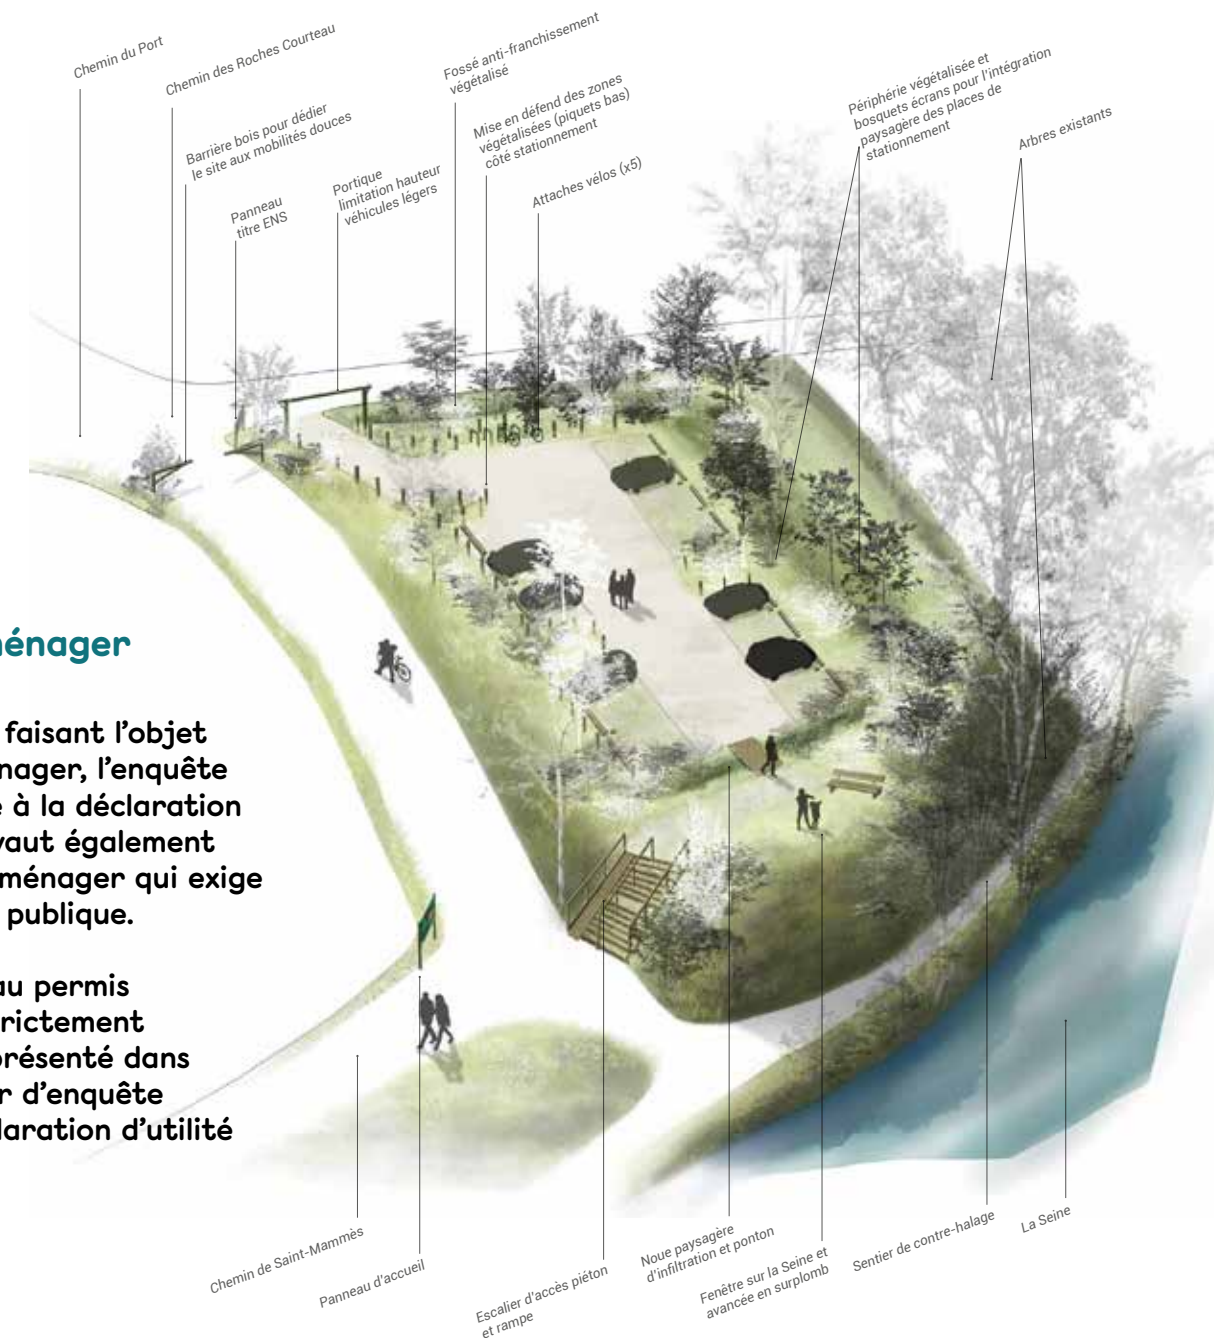 Chemin du Port
Chemin des Roches Courteau
Barrière bois pour dédier
le site aux mobilités douces
Panneau
titre ENS
Portique
limitation hauteur
véhicules légers
Fossé anti-franchissement
végétalisé
Mise en défend des zones
végétalisées (piquets bas)
côté stationnement
Attaches vélos (x5)
Périphérie végétalisée et
bosquets écrans pour l'intégration
paysagère des places de
stationnement
Arbres existants
ménager
faisant l'objet
nager, l'enquête
à la déclaration
vaut également
ménager qui exige
publique.
au permis
rictement
présenté dans
r d'enquête
laration d'utilité
Chemin de Saint-Mammès
Panneau d'accueil
Escalier d'accès piéton
et rampe
Noue paysagère
d'infiltration et ponton
Fenêtre sur la Seine et
avancée en surplomb
Sentier de contre-halage
La Seine